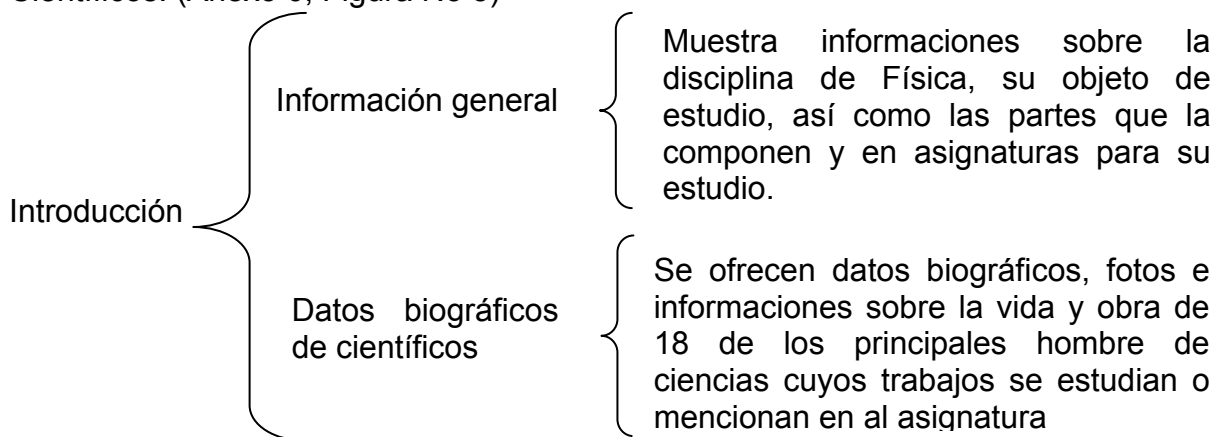 Información general
Muestra informaciones sobre la
disciplina de Física, su objeto de
estudio, así como las partes que la
componen y en asignaturas para su
estudio.
Introducción
Datos biográficos
de científicos
Se ofrecen datos biográficos, fotos e
informaciones sobre la vida y obra de
18 de los principales hombre de
ciencias cuyos trabajos se estudian o
mencionan en al asignatura